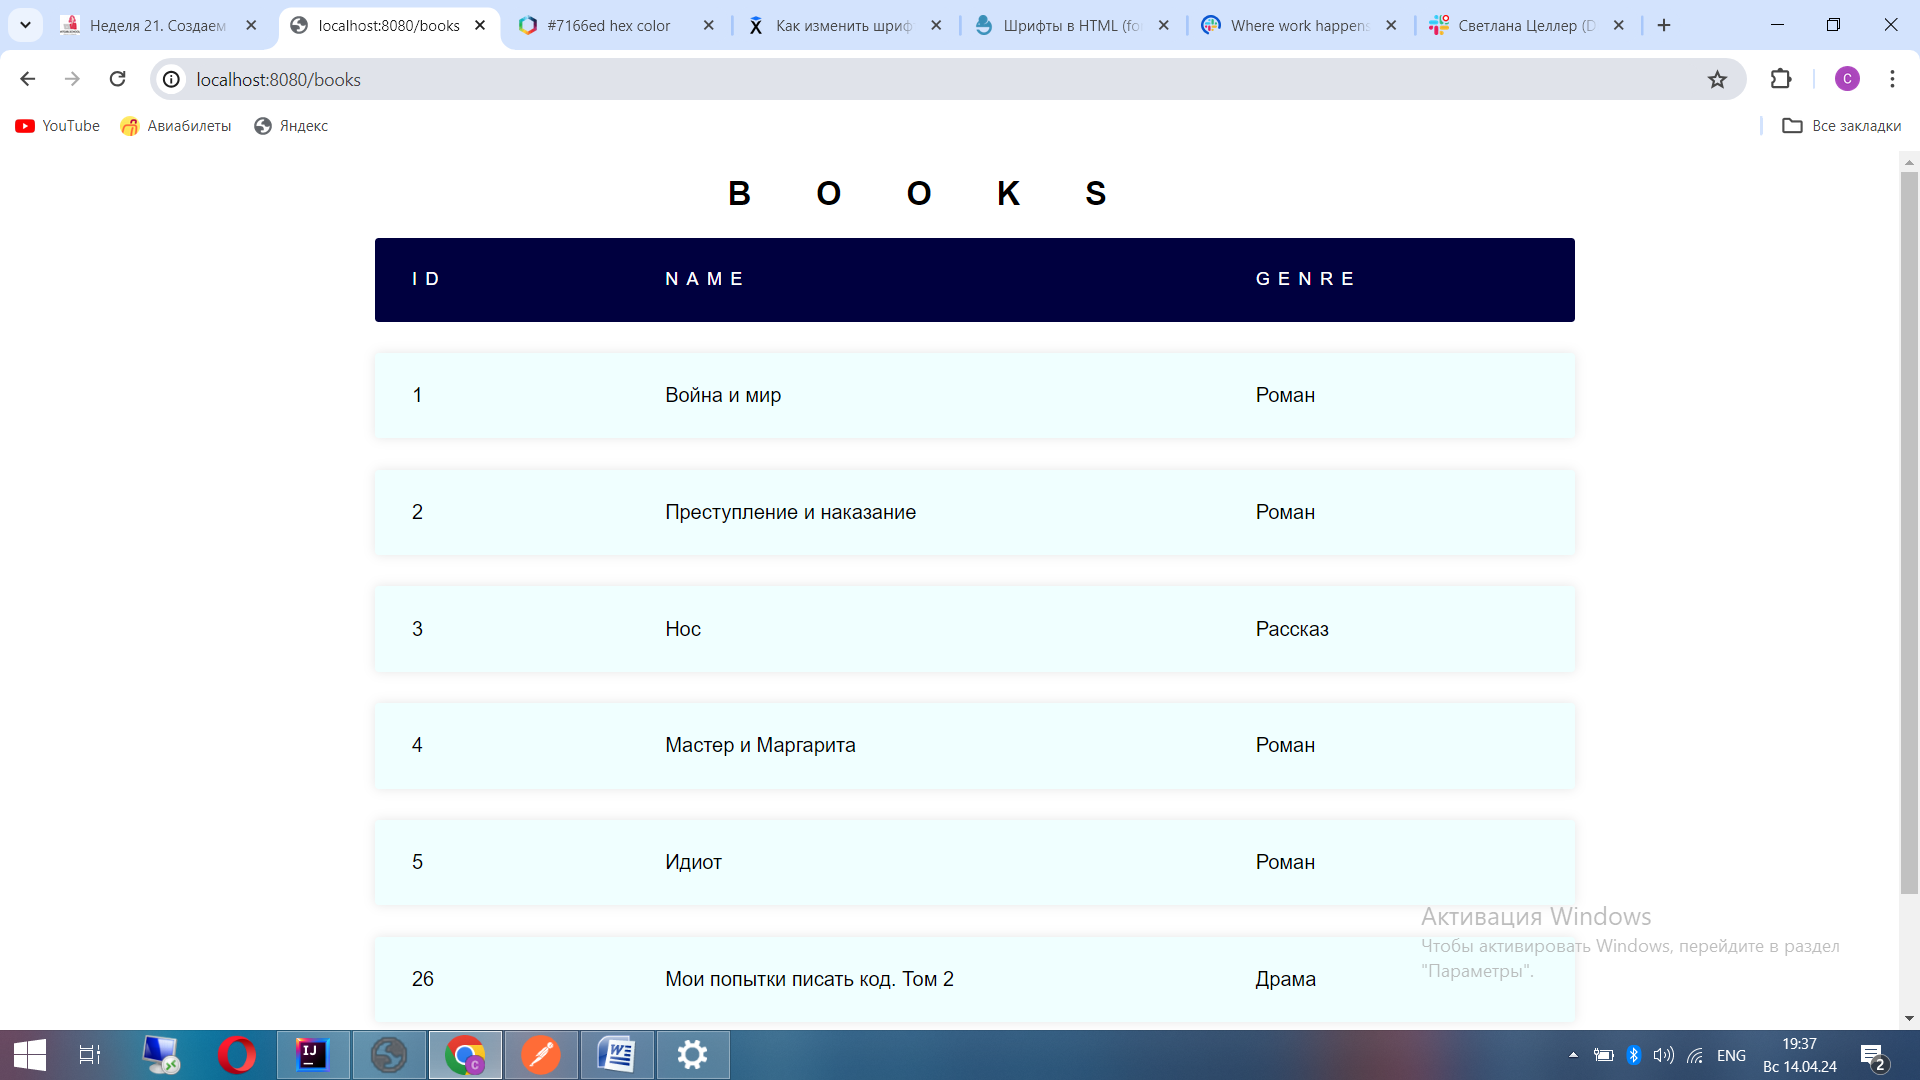 Неделя 21. Создаем
localhost:8080/books
#7166ed hex color
Как изменить шриф
Шрифты в HTML (fo
Where work happens
Светлана Целлер (D
localhost:8080/books
C
YouTube
Авиабилеты
Яндекс
Все закладки
B O O K S
ID NAME GENRE
1 Война и мир Роман
2 Преступление и наказание Роман
3 Нос Рассказ
4 Мастер и Маргарита Роман
5 Идиот Роман
26 Мои попытки писать код. Том 2 Драма
Активация Windows
Чтобы активировать Windows, перейдите в раздел
"Параметры".
IJ
C
ENG
19:37
Вс 14.04.24
2